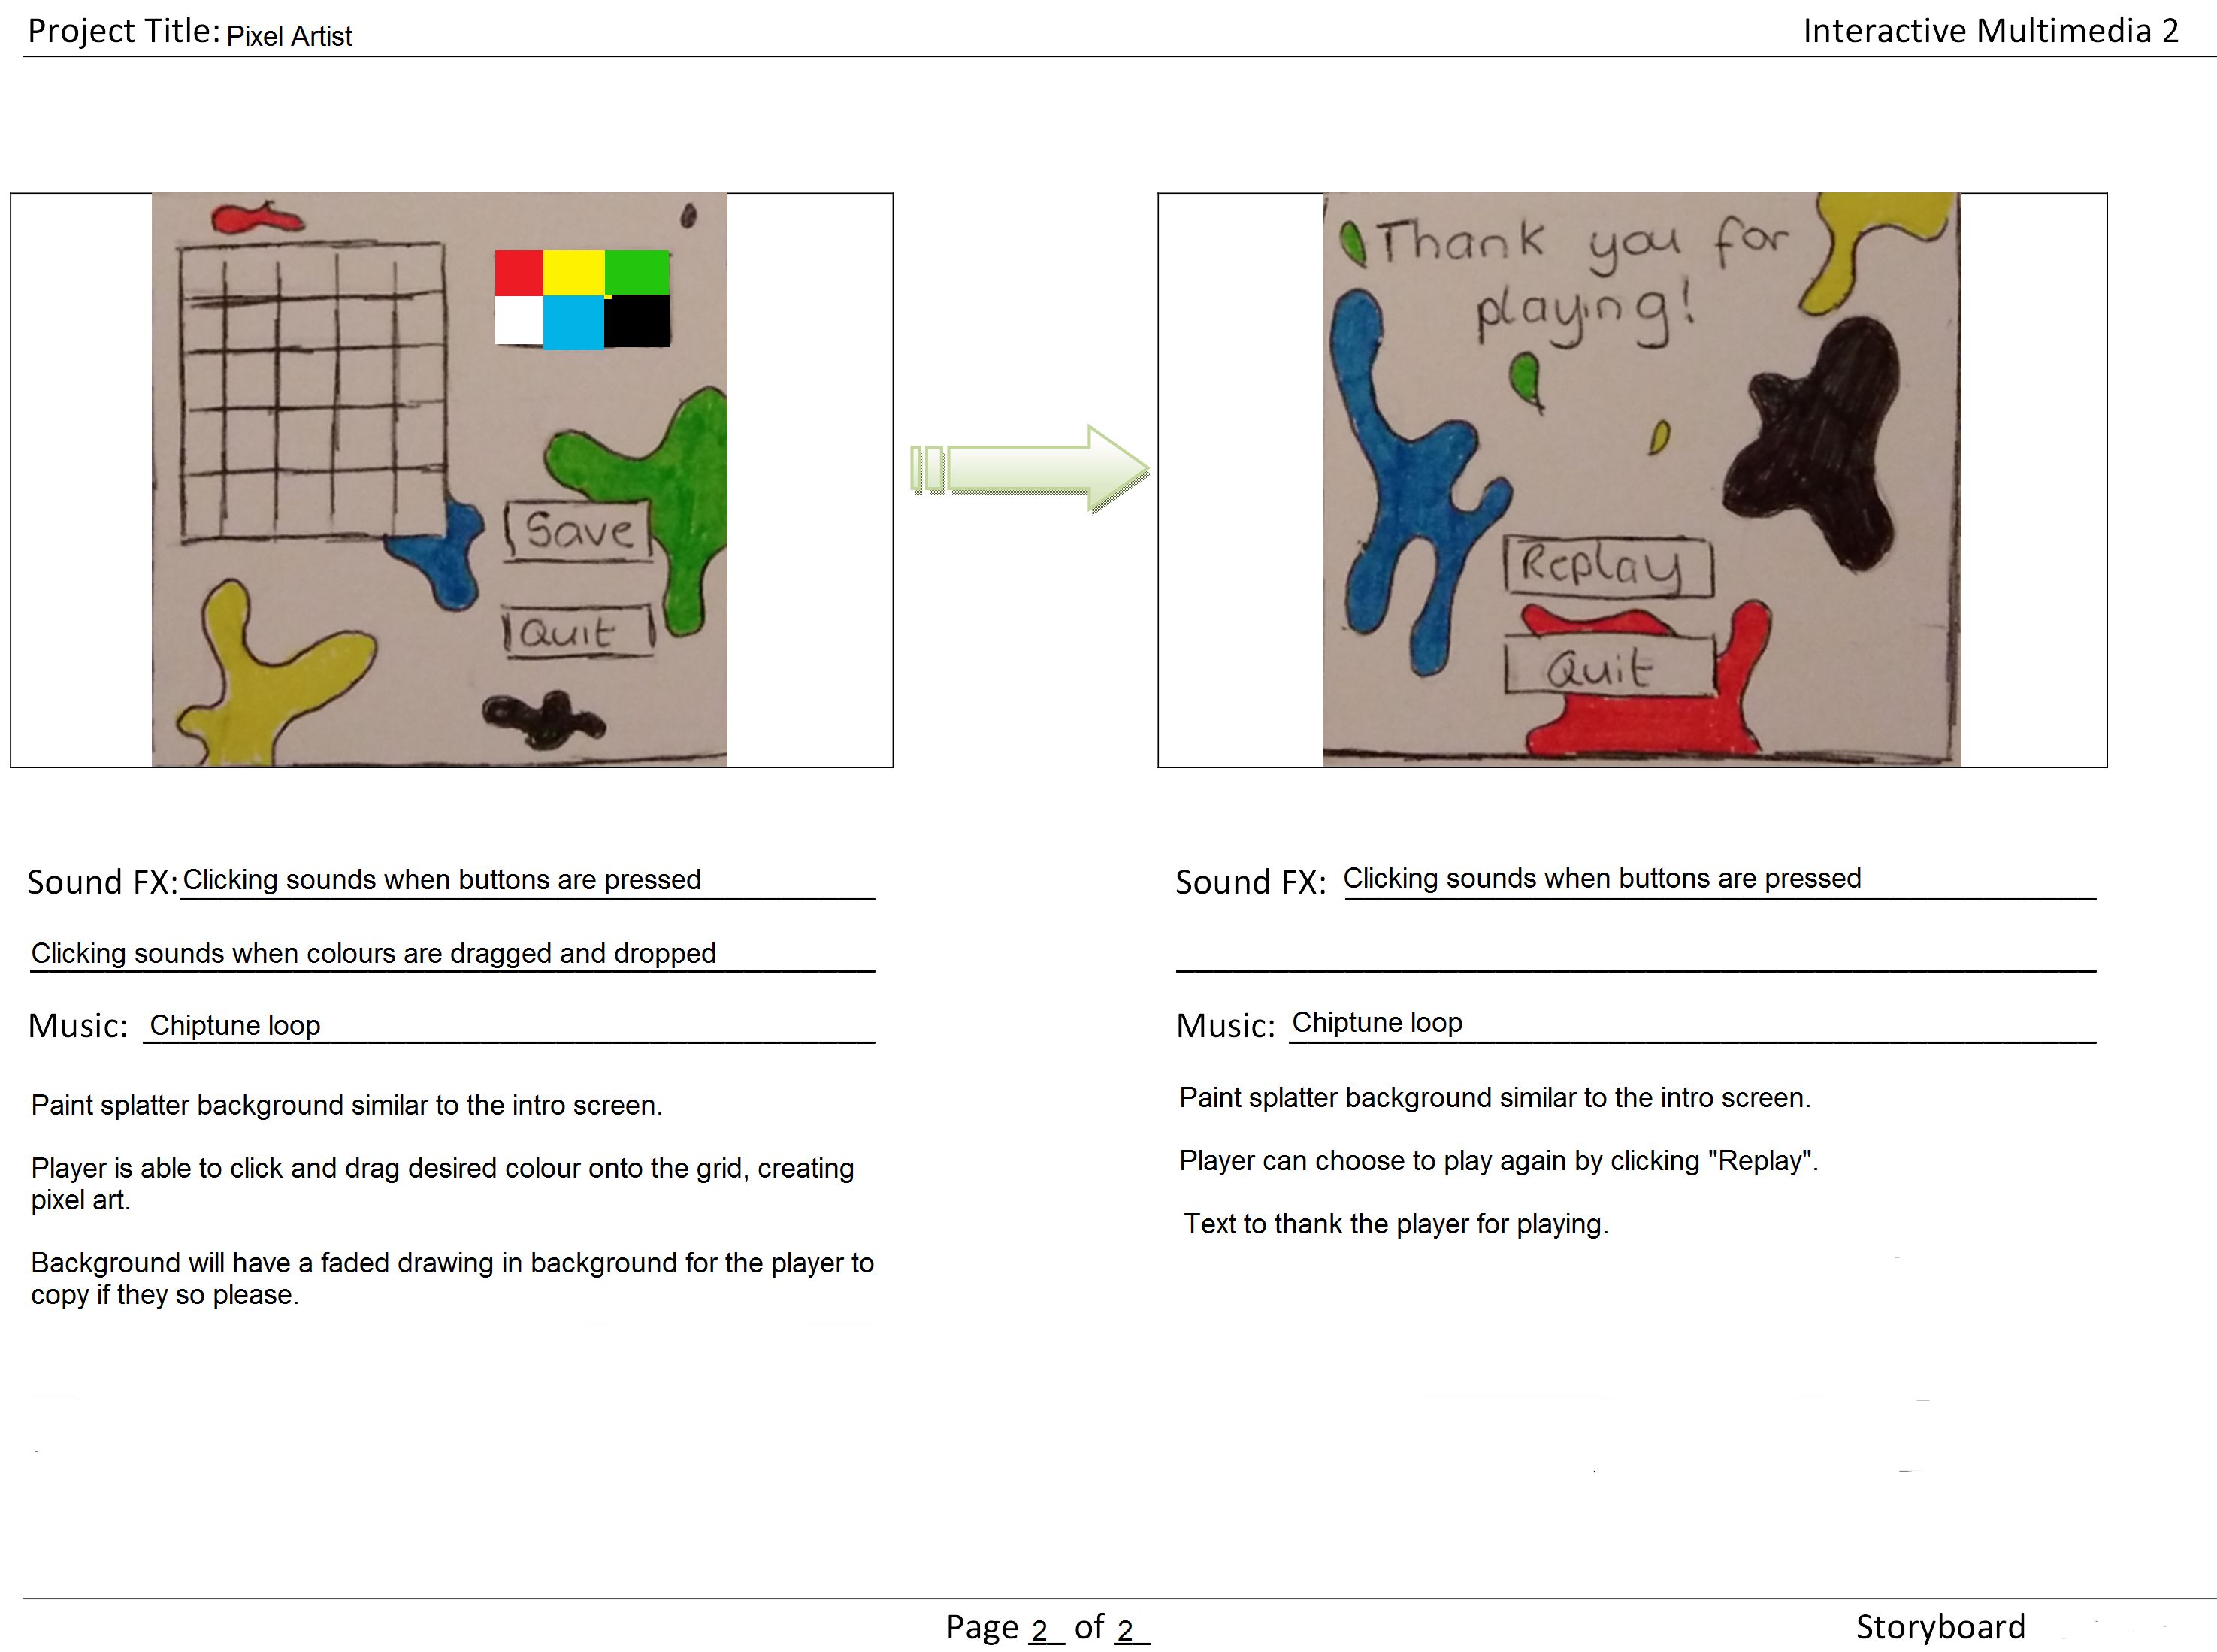 Project Title: Pixel Artist
Interactive Multimedia 2
Save
Quit
Thank you for
playing!
Replay
Quit
Sound FX: Clicking sounds when buttons are pressed
Clicking sounds when colours are dragged and dropped
Music: Chiptune loop
Paint splatter background similar to the intro screen.
Player is able to click and drag desired colour onto the grid, creating
pixel art.
Background will have a faded drawing in background for the player to
copy if they so please.
Sound FX: Clicking sounds when buttons are pressed
Music: Chiptune loop
Paint splatter background similar to the intro screen.
Player can choose to play again by clicking "Replay".
Text to thank the player for playing.
Page 2 of 2
Storyboard